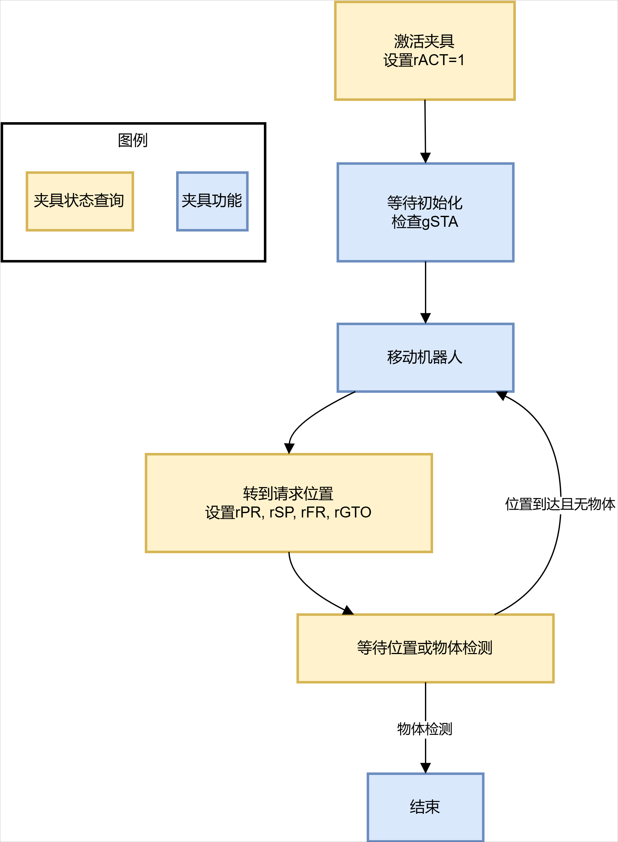 激活夹具
设置rACT=1
图例
夹具状态查询
夹具功能
等待初始化
检查gSTA
移动机器人
转到请求位置
设置rPR, rSP, rFR, rGTO
位置到达且无物体
等待位置或物体检测
物体检测
结束